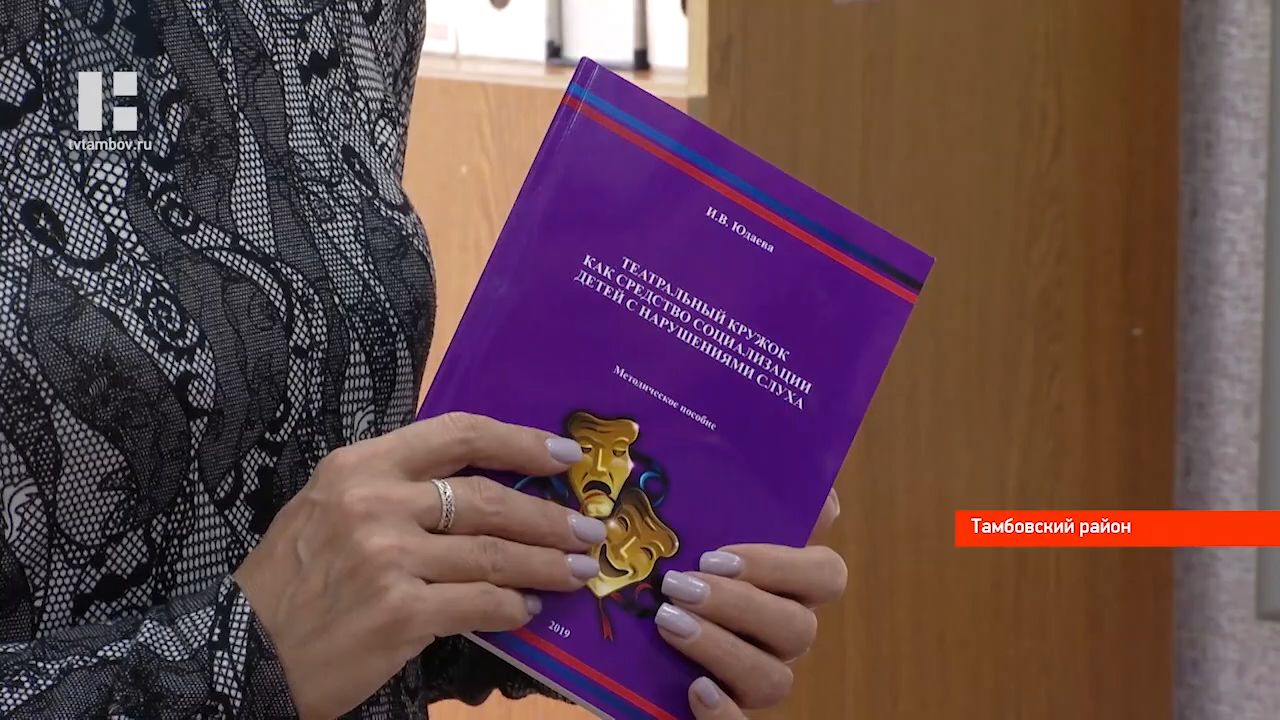 tvtambov.ru
И.В. Юдаева
ТЕАТРАЛЬНЫЙ КРУЖОК
КАК СРЕДСТВО СОЦИАЛИЗАЦИИ
ДЕТЕЙ С НАРУШЕНИЯМИ СЛУХА
Методическое пособие
2019
Тамбовский район